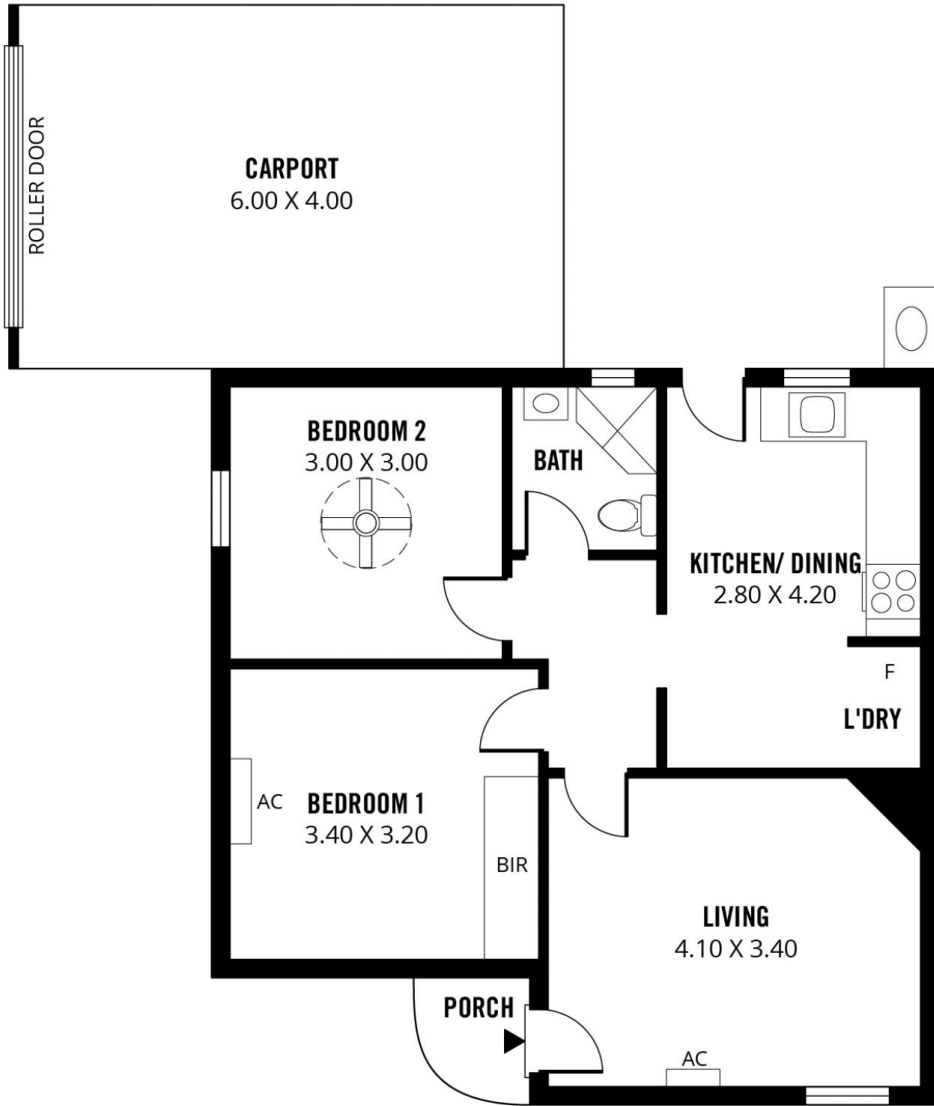 ROLLER DOOR
CARPORT
6.00 X 4.00
BEDROOM 2
3.00 X 3.00
BATH
KITCHEN/ DINING
2.80 X 4.20
F
L'DRY
AC
BEDROOM 1
3.40 X 3.20
BIR
LIVING
4.10 X 3.40
PORCH
AC